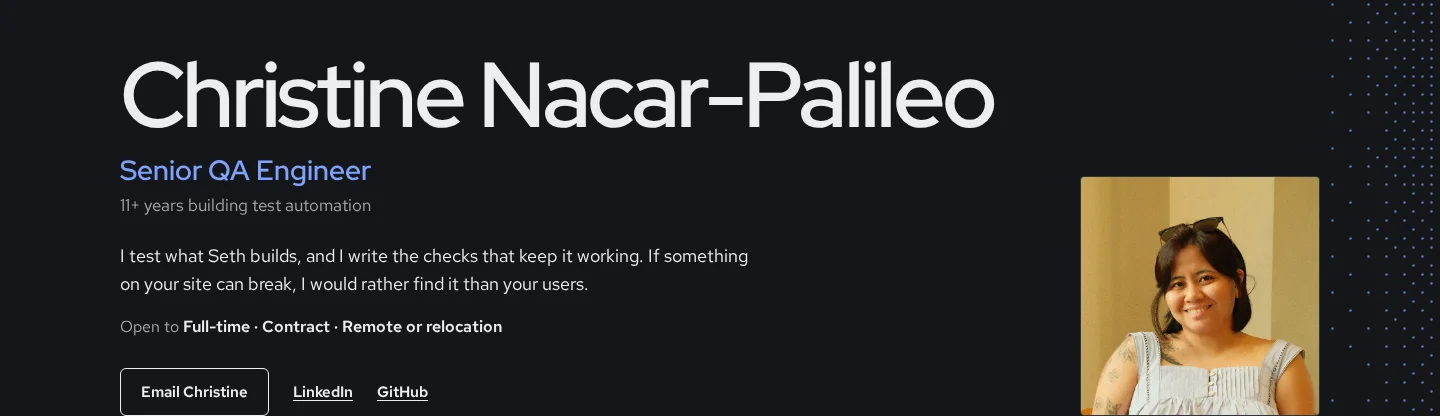 Christine Nacar-Palileo
Senior QA Engineer
11+ years building test automation
I test what Seth builds, and I write the checks that keep it working. If something
on your site can break, I would rather find it than your users.
Open to Full-time · Contract · Remote or relocation
Email Christine LinkedIn GitHub